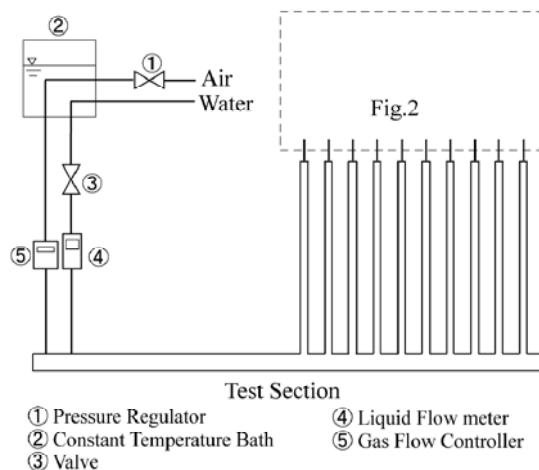 ②
①
Air
Water
Fig.2
③
⑤
④
Test Section
① Pressure Regulator
② Constant Temperature Bath
③ Valve
④ Liquid Flow meter
⑤ Gas Flow Controller